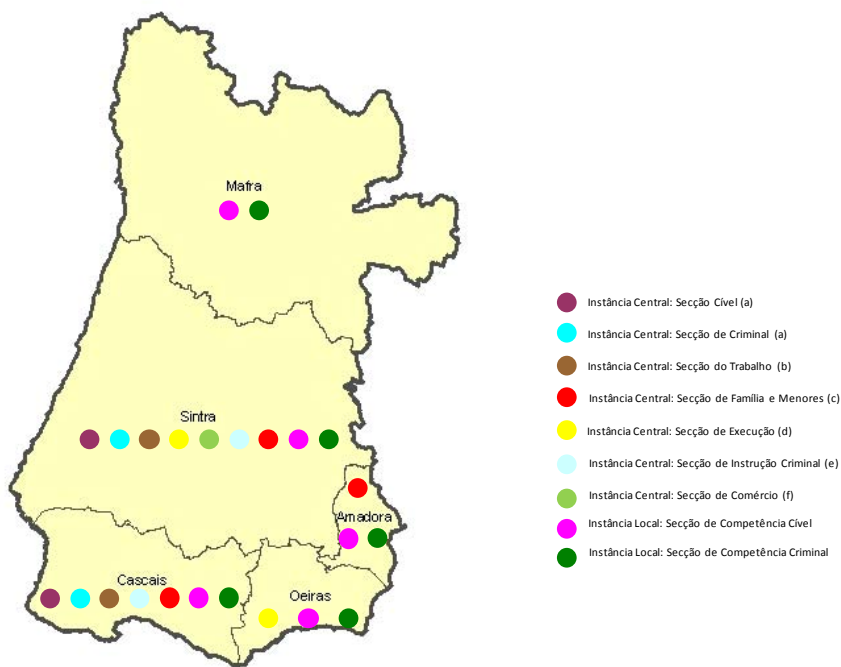 Mafra
Sintra
Amadora
Cascais
Oeiras
Instância Central: Secção Cível (a)
Instância Central: Secção de Criminal (a)
Instância Central: Secção do Trabalho (b)
Instância Central: Secção de Família e Menores (c)
Instância Central: Secção de Execução (d)
Instância Central: Secção de Instrução Criminal (e)
Instância Central: Secção de Comércio (f)
Instância Local: Secção de Competência Cível
Instância Local: Secção de Competência Criminal